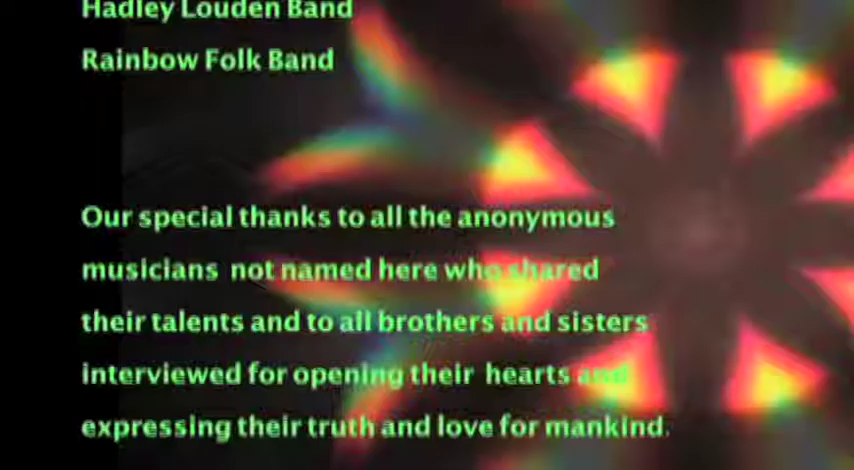 Hadley Louden Band
Rainbow Folk Band
Our special thanks to all the anonymous
musicians not named here who shared
their talents and to all brothers and sisters
interviewed for opening their hearts and
expressing their truth and love for mankind.